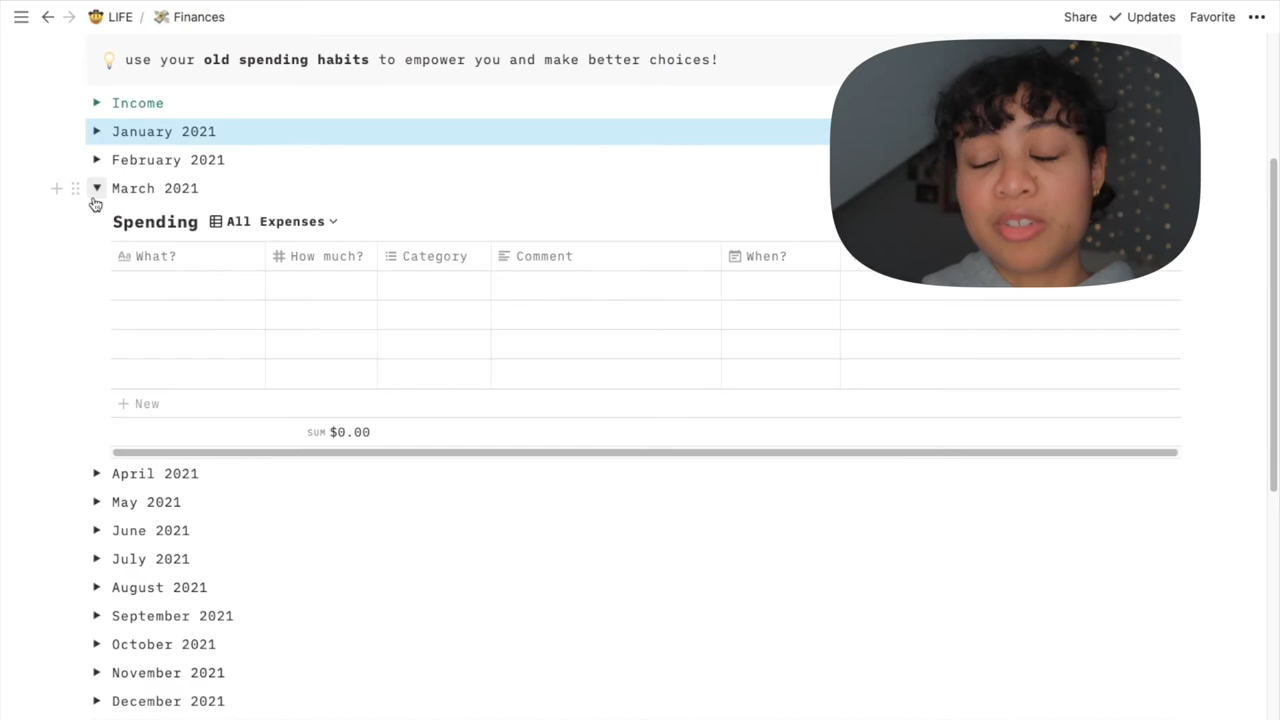 LIFE / Finances
Share Updates Favorite
use your old spending habits to empower you and make better choices!
Income
January 2021
February 2021
March 2021
Spending All Expenses
What? How much? Category Comment When?
New
SUM $0.00
April 2021
May 2021
June 2021
July 2021
August 2021
September 2021
October 2021
November 2021
December 2021